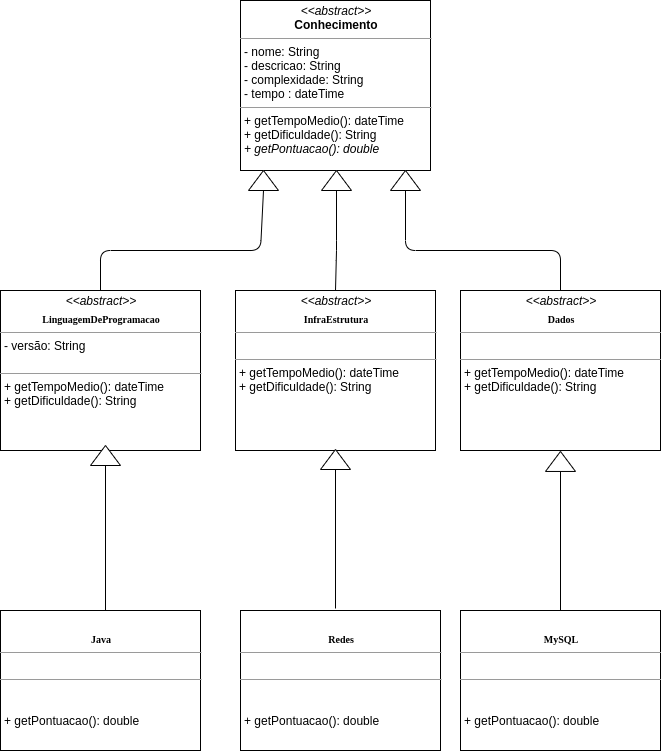 <<abstract>>
Conhecimento
- nome: String
- descricao: String
- complexidade: String
- tempo : dateTime
+ getTempoMedio(): dateTime
+ getDificuldade(): String
+ getPontuacao(): double
<<abstract>>
LinguagemDeProgramacao
- versão: String
+ getTempoMedio(): dateTime
+ getDificuldade(): String
<<abstract>>
InfraEstrutura
+ getTempoMedio(): dateTime
+ getDificuldade(): String
<<abstract>>
Dados
+ getTempoMedio(): dateTime
+ getDificuldade(): String
Java
+ getPontuacao(): double
Redes
+ getPontuacao(): double
MySQL
+ getPontuacao(): double